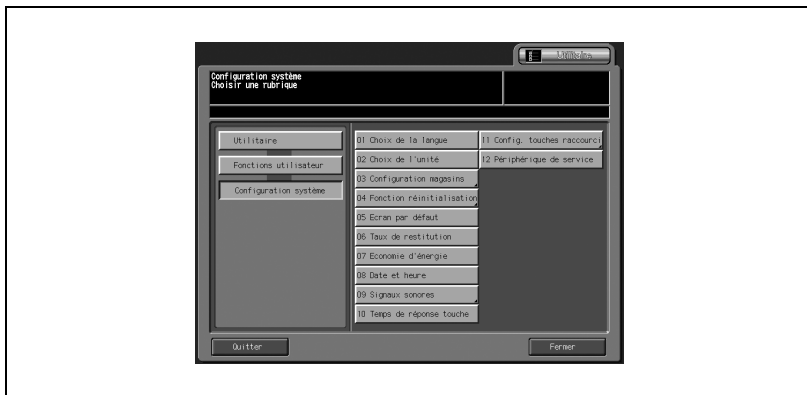 Utilitaire
Configuration système
Choisir une rubrique
Utilitaire
Fonctions utilisateur
Configuration système
01 Choix de la langue
02 Choix de l'unité
03 Configuration magasins
04 Fonction réinitialisation
05 Ecran par défaut
06 Taux de restitution
07 Economie d'énergie
08 Date et heure
09 Signaux sonores
10 Temps de réponse touche
11 Config. touches raccourci
12 Périphérique de service
Quitter
Fermer